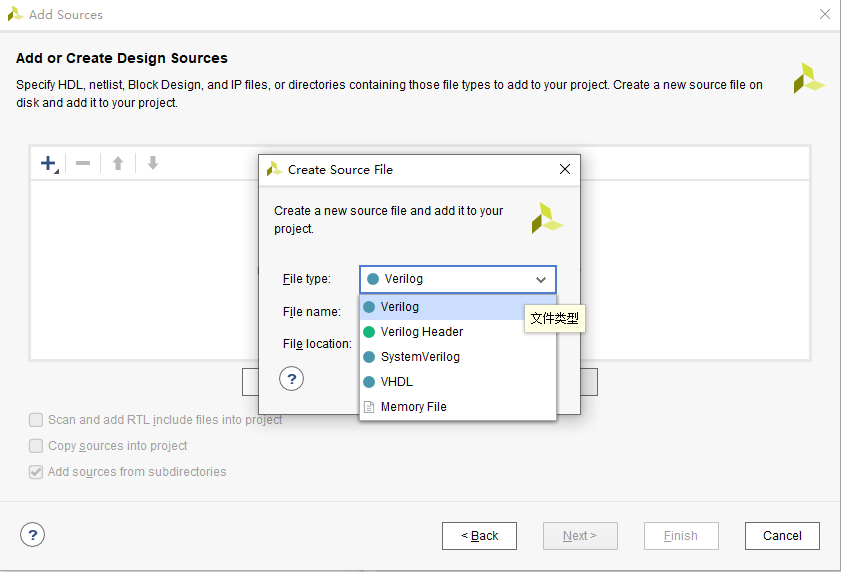 Add Sources
Add or Create Design Sources
Specify HDL, netlist, Block Design, and IP files, or directories containing those file types to add to your project. Create a new source file on
disk and add it to your project.
Create Source File
Create a new source file and add it to your
project.
File type:
Verilog
File name:
File location:
Verilog
Verilog Header
SystemVerilog
VHDL
Memory File
文件类型
?
Scan and add RTL include files into project
Copy sources into project
Add sources from subdirectories
?
< Back
Next >
Finish
Cancel